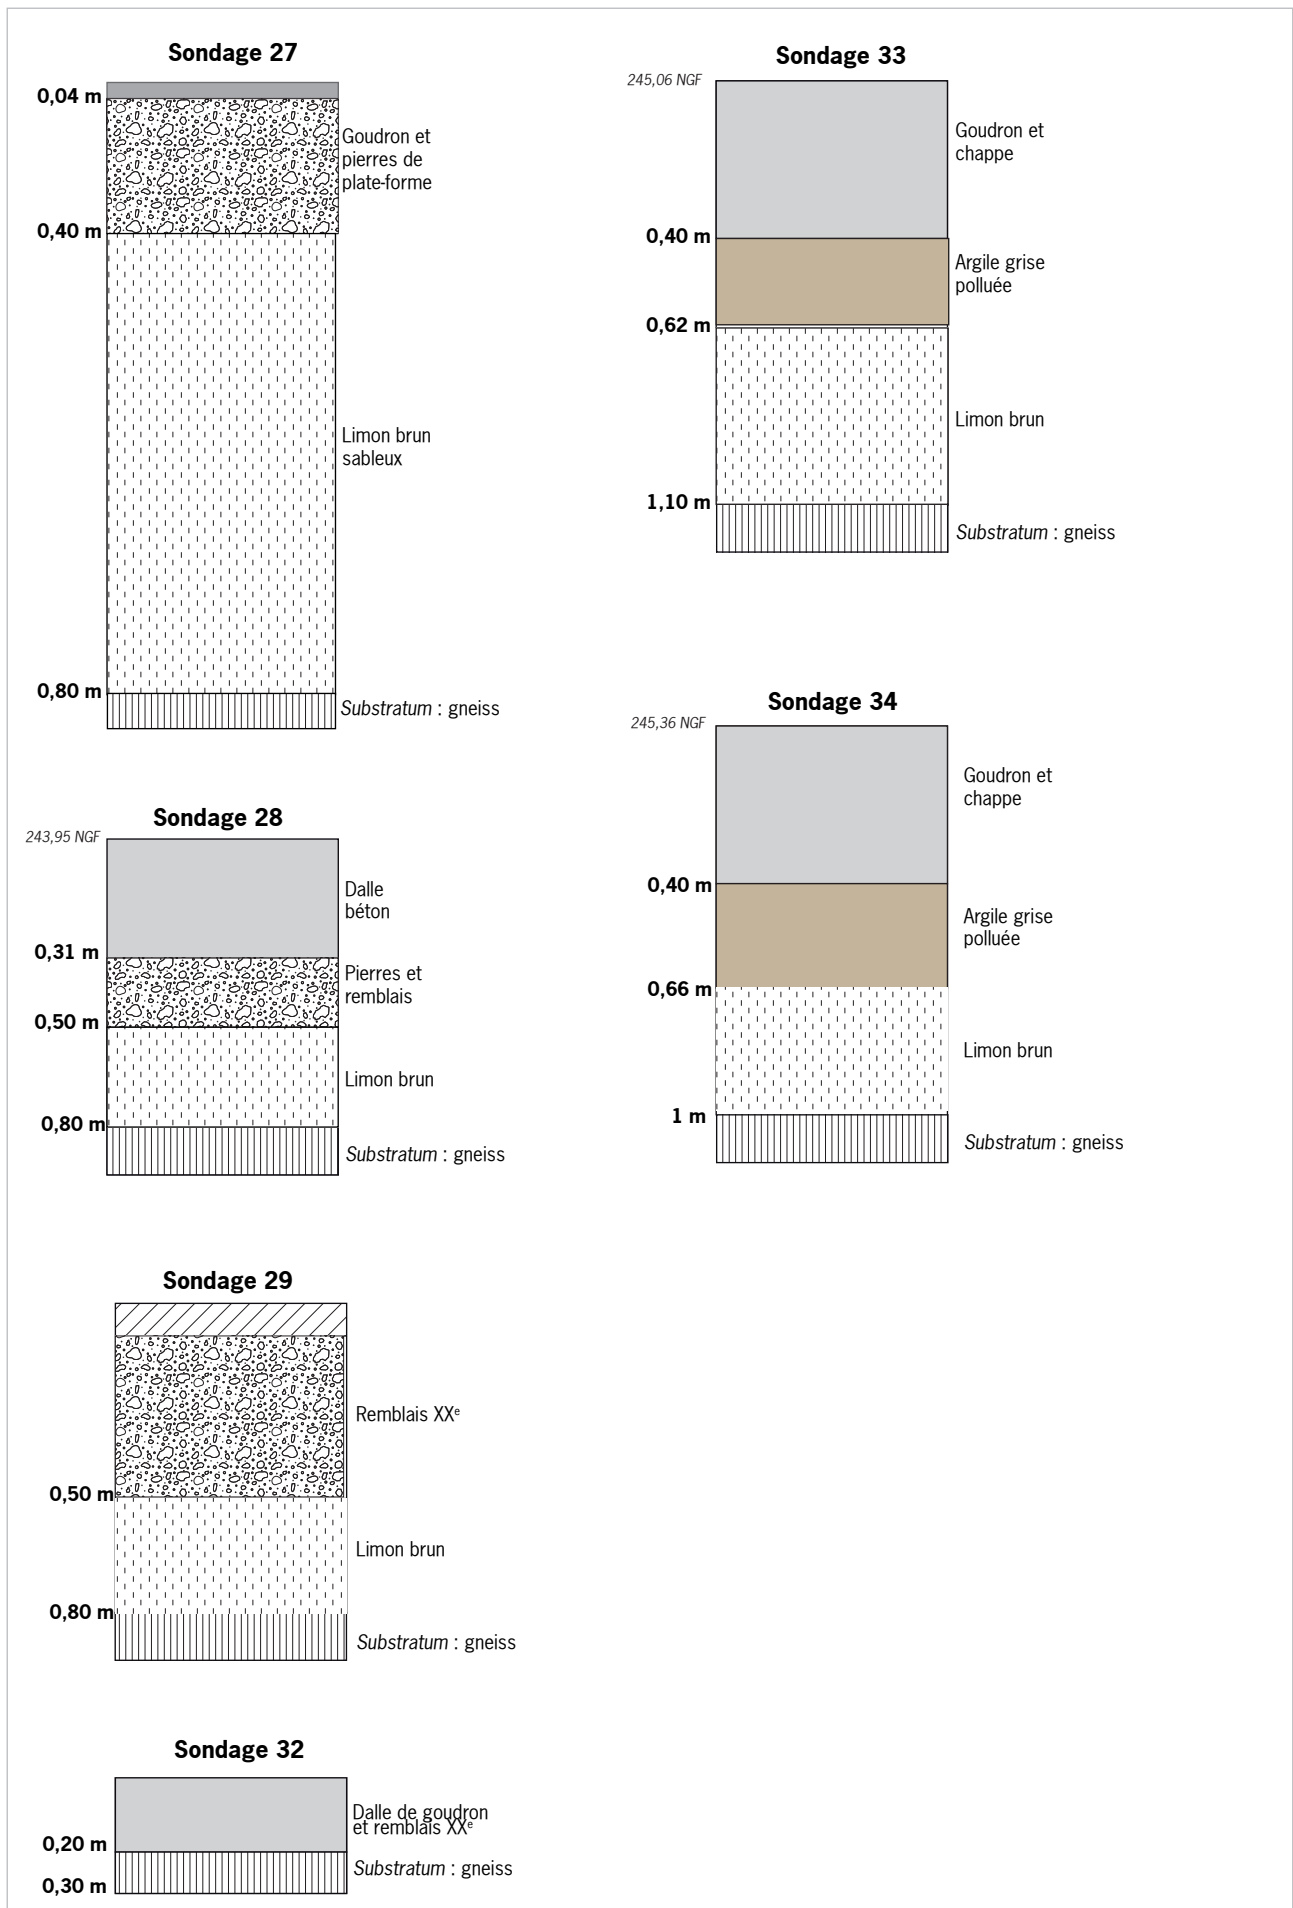 Sondage 27
0,04 m
Goudron et
pierres de
plate-forme
0,40 m
Limon brun
sableux
0,80 m
Substratum : gneiss
Sondage 28
243,95 NGF
Dalle
béton
0,31 m
Pierres et
remblais
0,50 m
Limon brun
0,80 m
Substratum : gneiss
Sondage 29
Remblais XXᵉ
0,50 m
Limon brun
0,80 m
Substratum : gneiss
Sondage 32
Dalle de goudron
et remblais XXᵉ
0,20 m
Substratum : gneiss
0,30 m
Sondage 33
245,06 NGF
Goudron et
chappe
0,40 m
Argile grise
polluée
0,62 m
Limon brun
1,10 m
Substratum : gneiss
Sondage 34
245,36 NGF
Goudron et
chappe
0,40 m
Argile grise
polluée
0,66 m
Limon brun
1 m
Substratum : gneiss